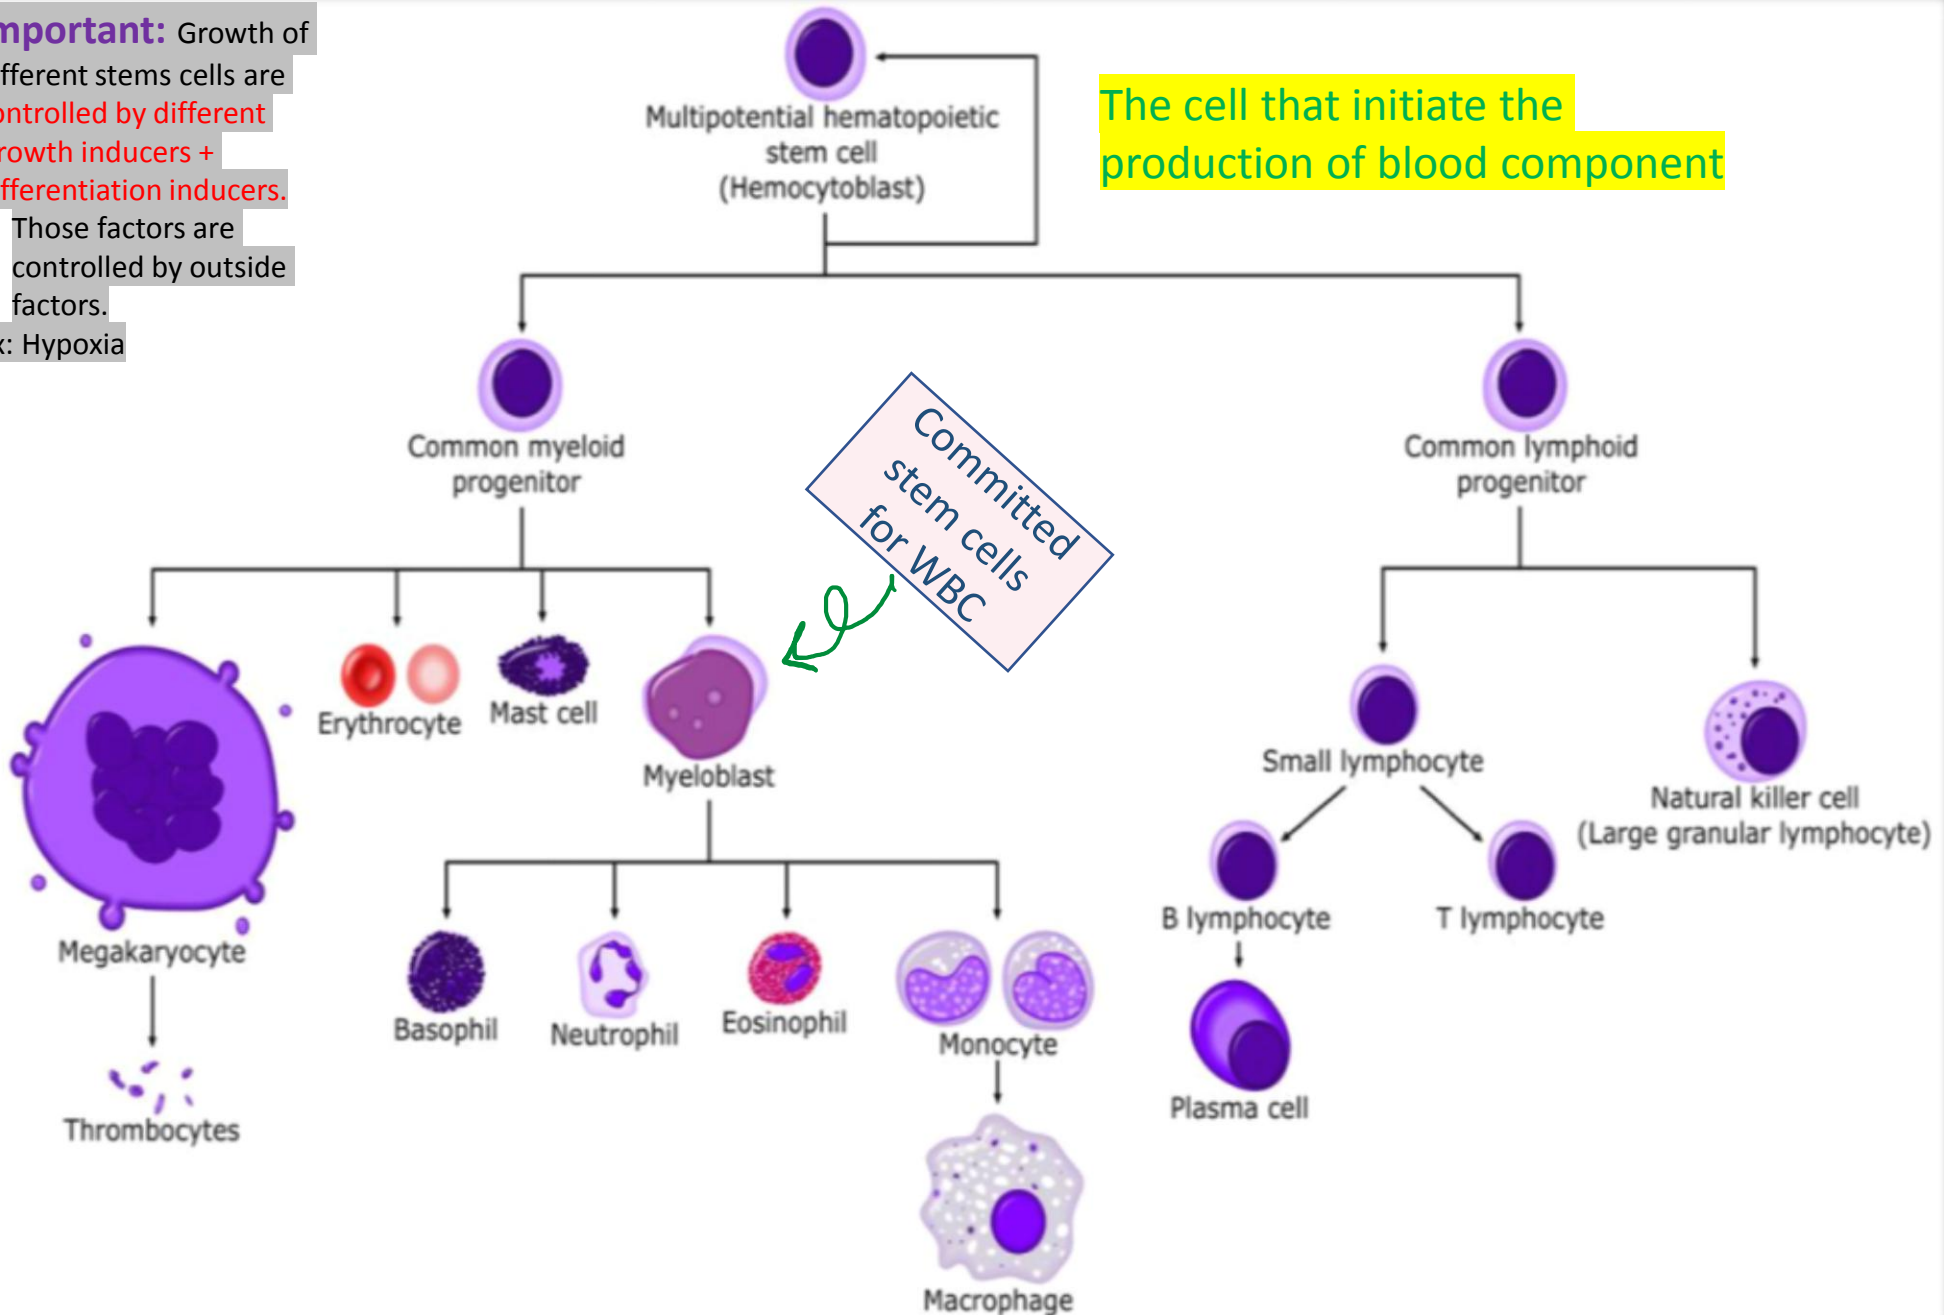 mportant: Growth of
fferent stems cells are
ontrolled by different
rowth inducers +
fferentiation inducers.
Those factors are
controlled by outside
factors.
x: Hypoxia
Multipotential hematopoietic
stem cell
(Hemocytoblast)
The cell that initiate the
production of blood component
Common myeloid
progenitor
Committed
stem cells
for WBC
Common lymphoid
progenitor
Megakaryocyte
Erythrocyte
Mast cell
Myeloblast
Small lymphocyte
Natural killer cell
(Large granular lymphocyte)
B lymphocyte
T lymphocyte
Basophil
Neutrophil
Eosinophil
Monocyte
Plasma cell
Thrombocytes
Macrophage